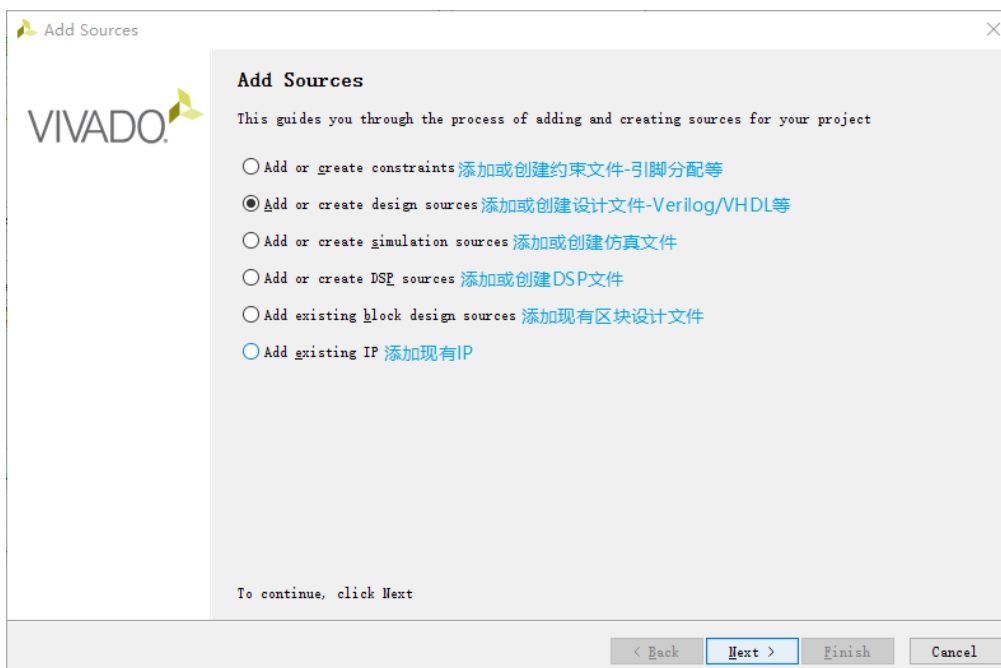 Add Sources
VIVADO.
Add Sources
This guides you through the process of adding and creating sources for your project
Add or create constraints 添加或创建约束文件-引脚分配等
Add or create design sources 添加或创建设计文件-Verilog/VHDL等
Add or create simulation sources 添加或创建仿真文件
Add or create DSP sources 添加或创建DSP文件
Add existing block design sources 添加现有区块设计文件
Add existing IP 添加现有IP
To continue, click Next
< Back Next > Finish Cancel